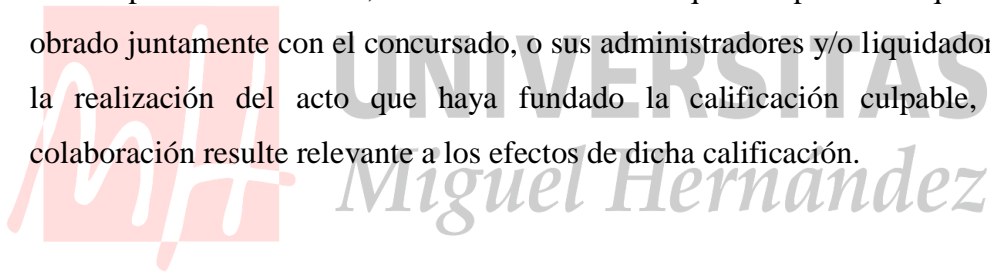 obrado juntamente con el concursado, o sus administradores y/o liquidador
la realización del acto que haya fundado la calificación culpable,
colaboración resulte relevante a los efectos de dicha calificación.
UNIVERSITAS
Miguel Hernández